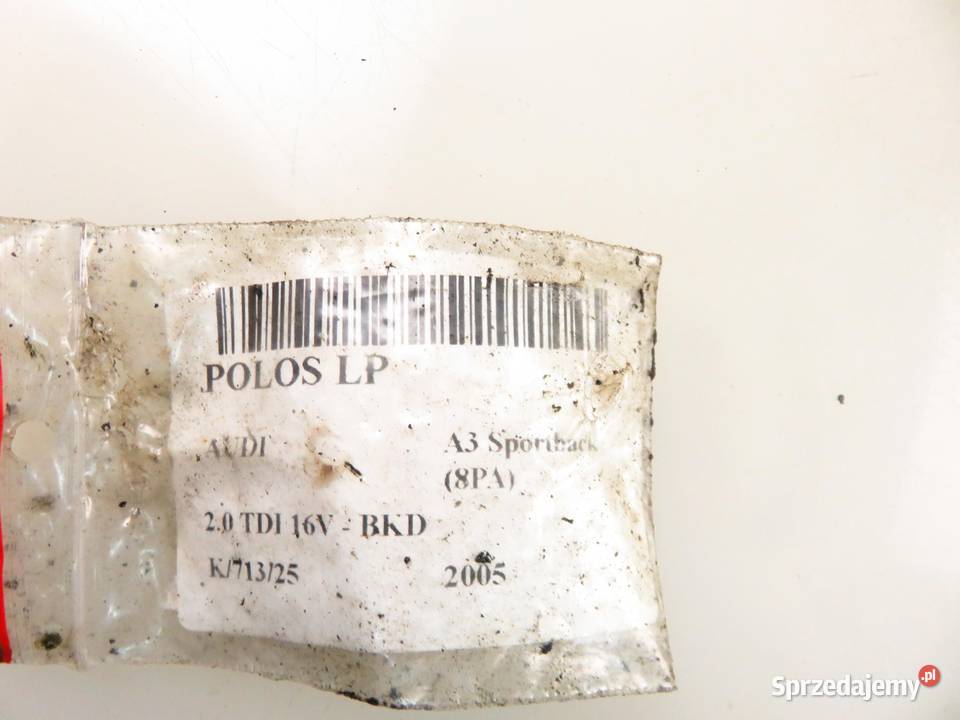 POLOS LP
AUDI A3 Sportback
(8PA)
2.0 TDI 16V - BKD
K/713/25 2005
Sprzedajemy.pl